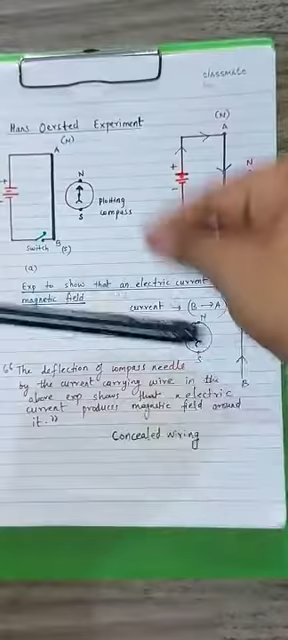 classmate
Hans Oersted Experiment
(N)
A
(N)
A
N
+
-
+
-
N
S
Plotting
compass
Switch
B
(S)
(a)
Exp to show that an electric current
magnetic field
current → (B → A)
N
S
B
"The deflection of compass needle
by the current carrying wire in the
above exp shows that electric
current produces magnetic field around
it."
Concealed wiring